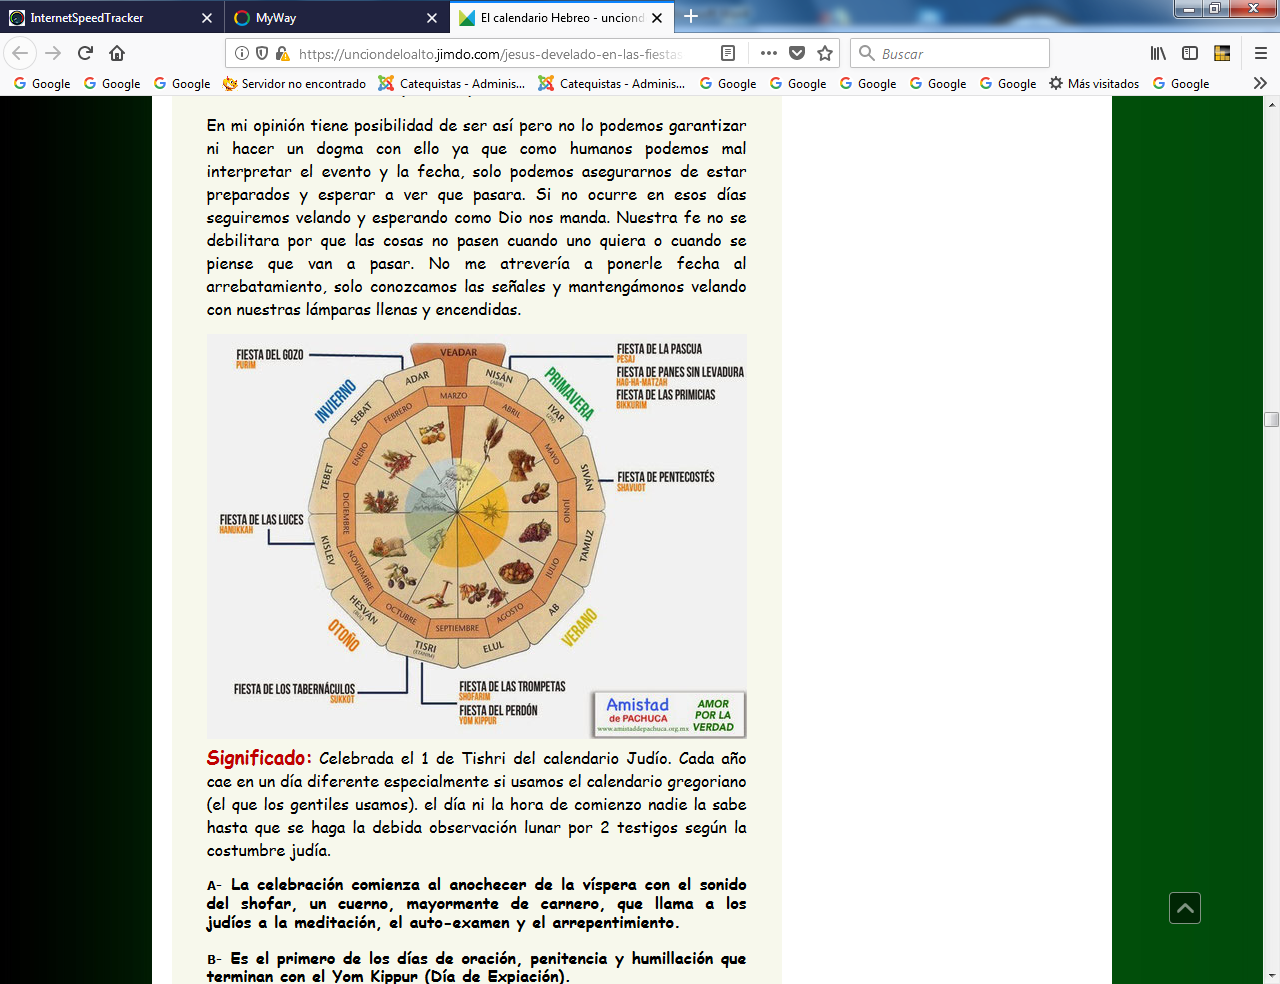 InternetSpeedTracker
MyWay
El calendario Hebreo - unciond
https://unciondeloalto.jimdo.com/jesus-develado-en-las-fiestas
Buscar
Google
Google
Google
Servidor no encontrado
Catequistas - Adminis...
Catequistas - Adminis...
Google
Google
Google
Google
Google
Más visitados
Google
En mi opinión tiene posibilidad de ser así pero no lo podemos garantizar
ni hacer un dogma con ello ya que como humanos podemos mal
interpretar el evento y la fecha, solo podemos asegurarnos de estar
preparados y esperar a ver que pasara. Si no ocurre en esos días
seguiremos velando y esperando como Dio nos manda. Nuestra fe no se
debilitara por que las cosas no pasen cuando uno quiera o cuando se
piense que van a pasar. No me atrevería a ponerle fecha al
arrebatamiento, solo conozcamos las señales y mantengámonos velando
con nuestras lámparas llenas y encendidas.
FIESTA DEL GOZO
PURIM
VEADAR
FIESTA DE LA PASCUA
PESAJ
FIESTA DE PANES SIN LEVADURA
HAG-HA-MATZAH
FIESTA DE LAS PRIMICIAS
BIKKURIM
INVIERNO
PRIMAVERA
ADAR
NISÁN
(ABIB)
SEBAT
IYAR
(ZIV)
TEBET
SIVÁN
KISLEV
TAMUZ
HESVÁN
(BUL)
AB
TISRI
(ETANIM)
ELUL
MARZO
FEBRERO
ABRIL
ENERO
MAYO
DICIEMBRE
JUNIO
NOVIEMBRE
JULIO
OCTUBRE
AGOSTO
SEPTIEMBRE
FIESTA DE PENTECOSTÉS
SHAVUOT
FIESTA DE LAS LUCES
HANUKKAH
OTOÑO
VERANO
FIESTA DE LOS TABERNÁCULOS
SUKKOT
FIESTA DE LAS TROMPETAS
SHOFARIM
FIESTA DEL PERDÓN
YOM KIPPUR
Amistad
de PACHUCA
www.amistaddepachuca.org.mx
AMOR
POR LA
VERDAD
Significado: Celebrada el 1 de Tishri del calendario Judío. Cada año
cae en un día diferente especialmente si usamos el calendario gregoriano
(el que los gentiles usamos). el día ni la hora de comienzo nadie la sabe
hasta que se haga la debida observación lunar por 2 testigos según la
costumbre judía.
A- La celebración comienza al anochecer de la víspera con el sonido
del shofar, un cuerno, mayormente de carnero, que llama a los
judíos a la meditación, el auto-examen y el arrepentimiento.
B- Es el primero de los días de oración, penitencia y humillación que
terminan con el Yom Kippur (Día de Expiación).